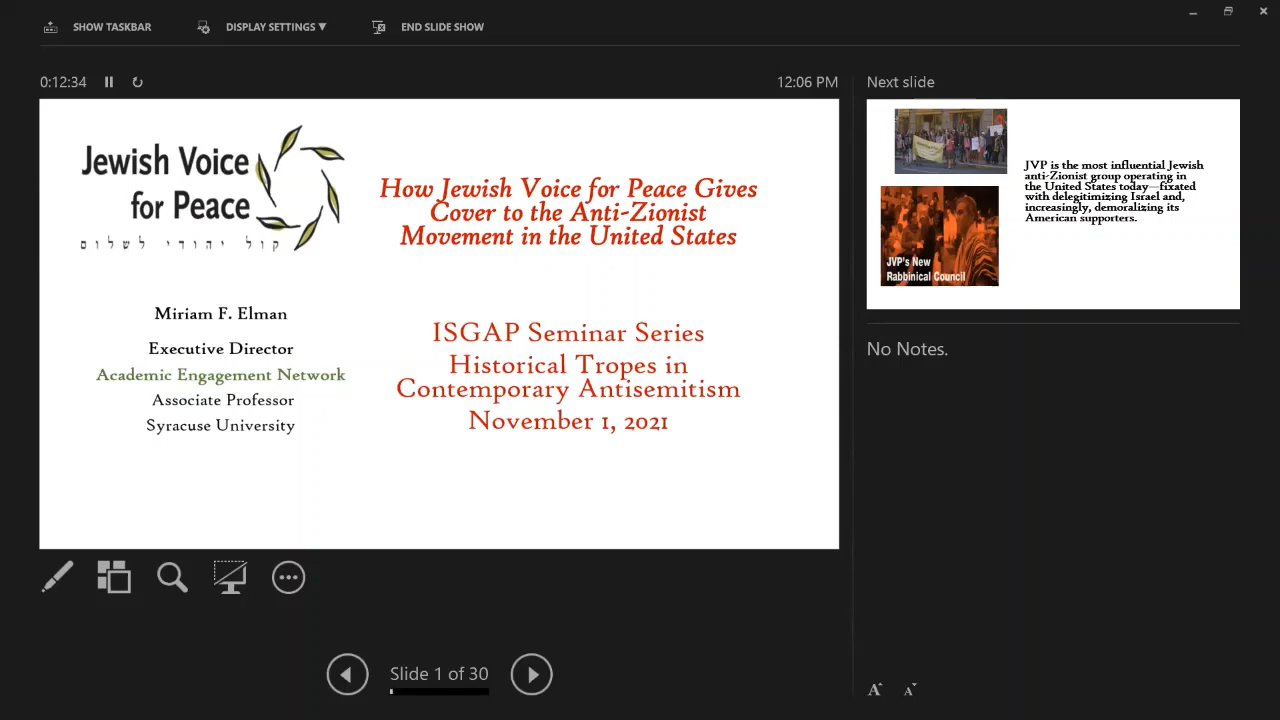 SHOW TASKBAR
DISPLAY SETTINGS ▼
END SLIDE SHOW
0:12:34
12:06 PM
Next slide
Jewish Voice
for Peace
קול יהודי לשלום
How Jewish Voice for Peace Gives
Cover to the Anti-Zionist
Movement in the United States
Miriam F. Elman
Executive Director
Academic Engagement Network
Associate Professor
Syracuse University
ISGAP Seminar Series
Historical Tropes in
Contemporary Antisemitism
November 1, 2021
JVP is the most influential Jewish
anti-Zionist group operating in
the United States today—fixated
with delegitimizing Israel and,
increasingly, demoralizing its
American supporters.
JVP's New
Rabbinical Council
No Notes.
Slide 1 of 30
A A